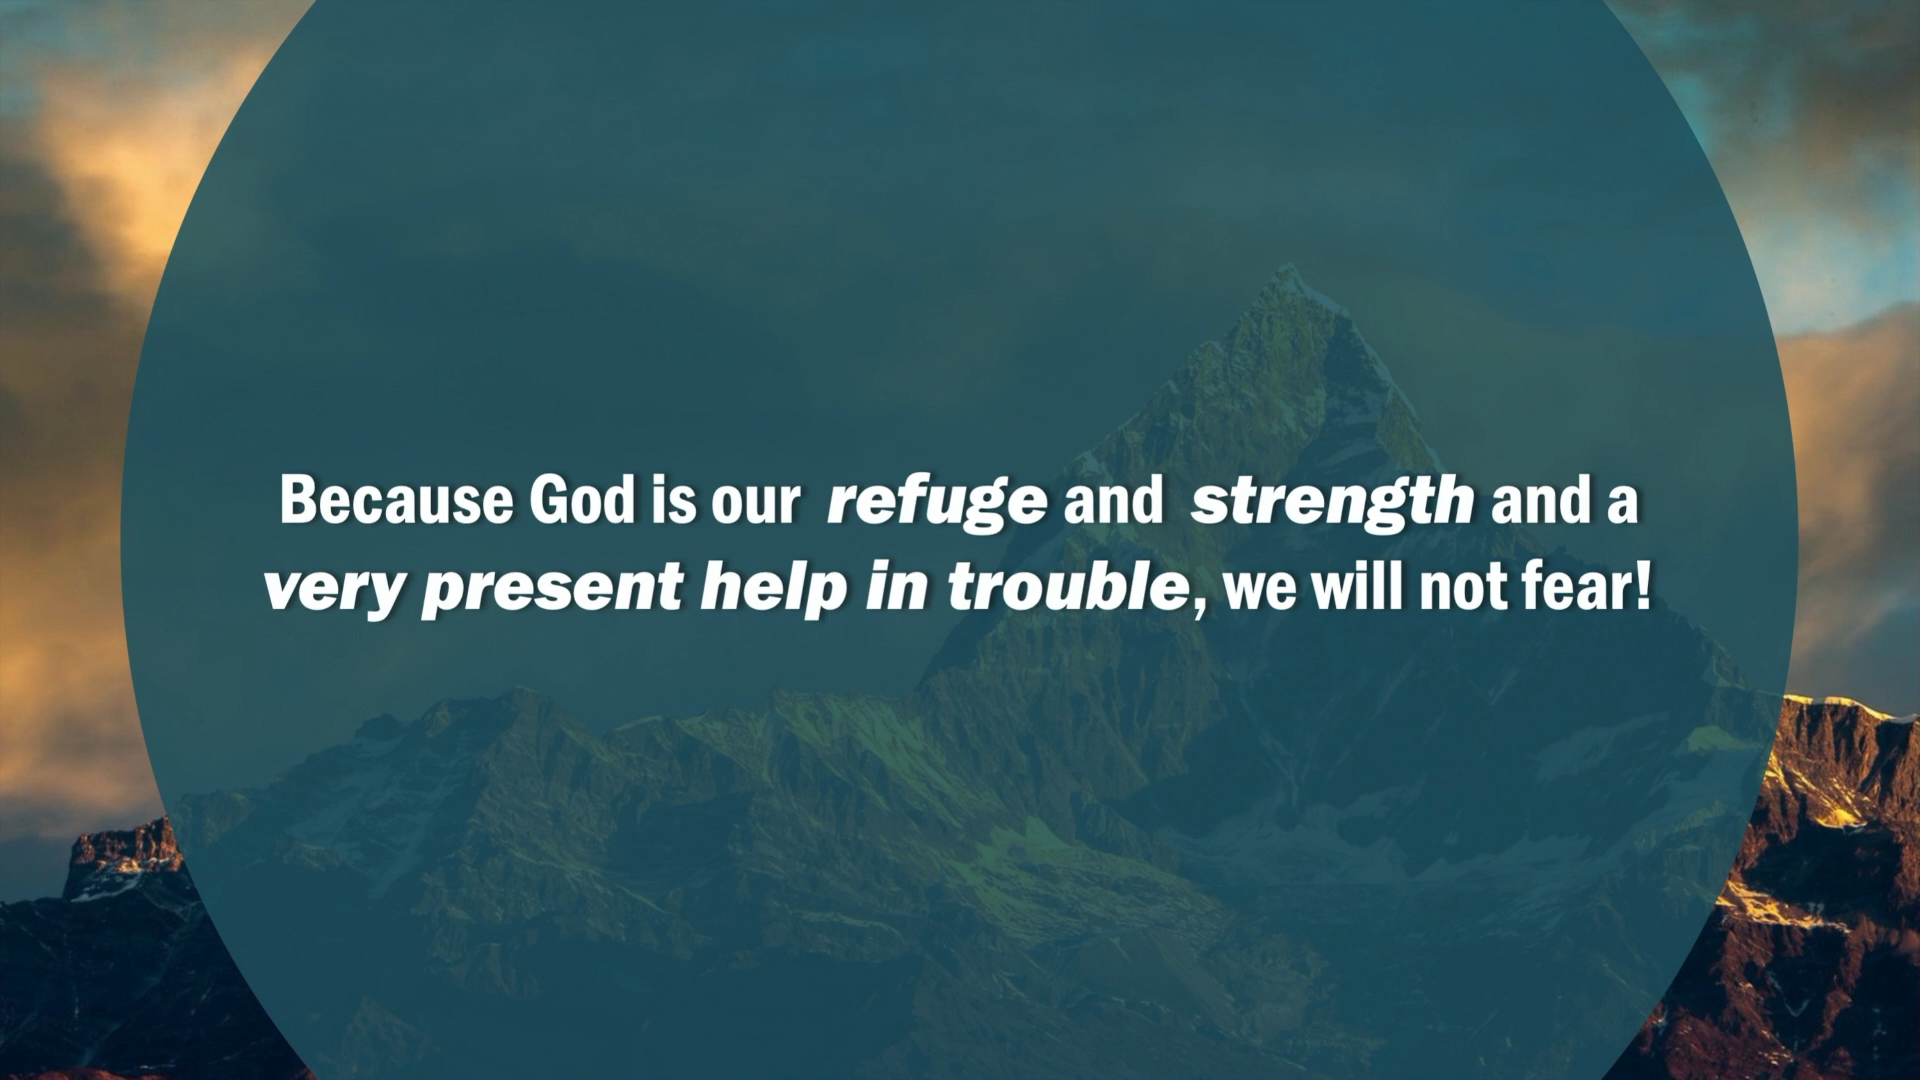 Because God is our refuge and strength and a
very present help in trouble, we will not fear!